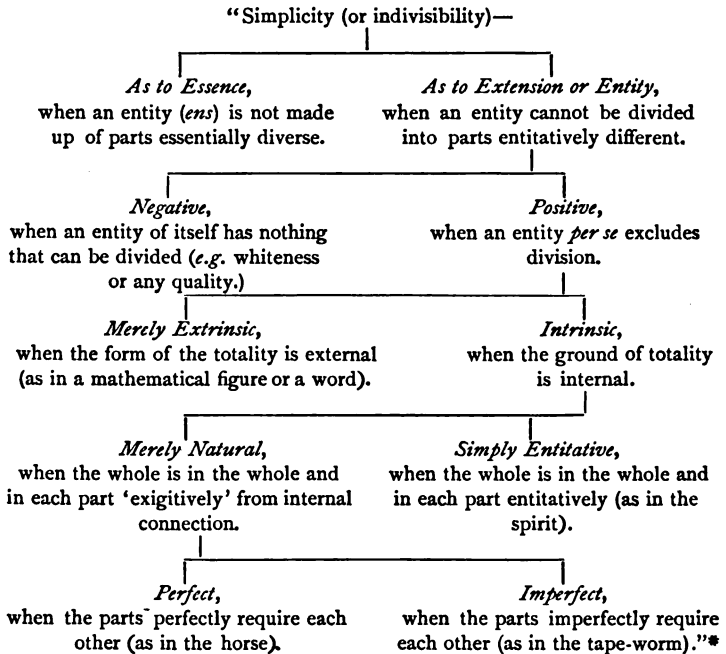 “Simplicity (or indivisibility)—
As to Essence,
when an entity (ens) is not made
up of parts essentially diverse.
As to Extension or Entity,
when an entity cannot be divided
into parts entitatively different.
Negative,
when an entity of itself has nothing
that can be divided (e.g. whiteness
or any quality.)
Positive,
when an entity per se excludes
division.
Merely Extrinsic,
when the form of the totality is external
(as in a mathematical figure or a word).
Intrinsic,
when the ground of totality
is internal.
Merely Natural,
when the whole is in the whole and
in each part ‘exigitively’ from internal
connection.
Simply Entitative,
when the whole is in the whole and
in each part entitatively (as in the
spirit).
Perfect,
when the parts perfectly require each
other (as in the horse).
Imperfect,
when the parts imperfectly require
each other (as in the tape-worm).”*